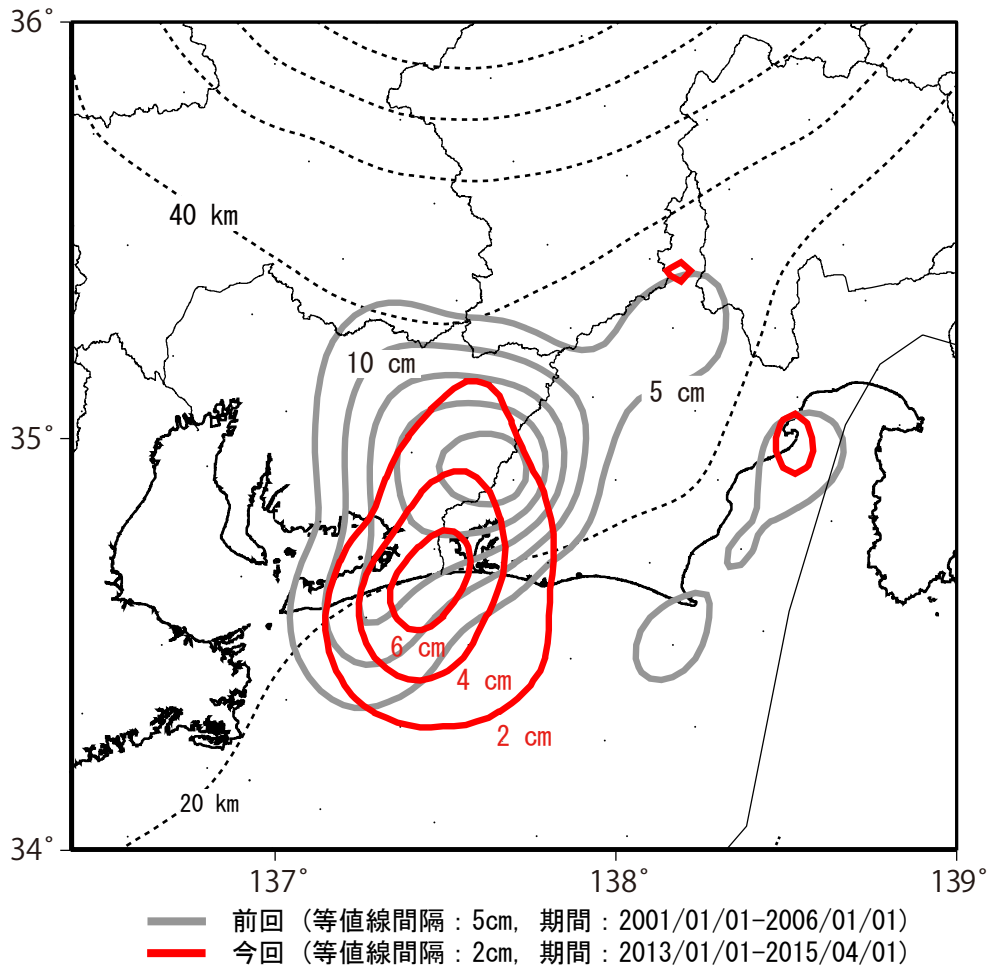 36°
40 km
10 cm
5 cm
35°
6 cm
4 cm
2 cm
20 km
34°
137° 138° 139°
前回 (等値線間隔：5cm, 期間：2001/01/01-2006/01/01)
今回 (等値線間隔：2cm, 期間：2013/01/01-2015/04/01)